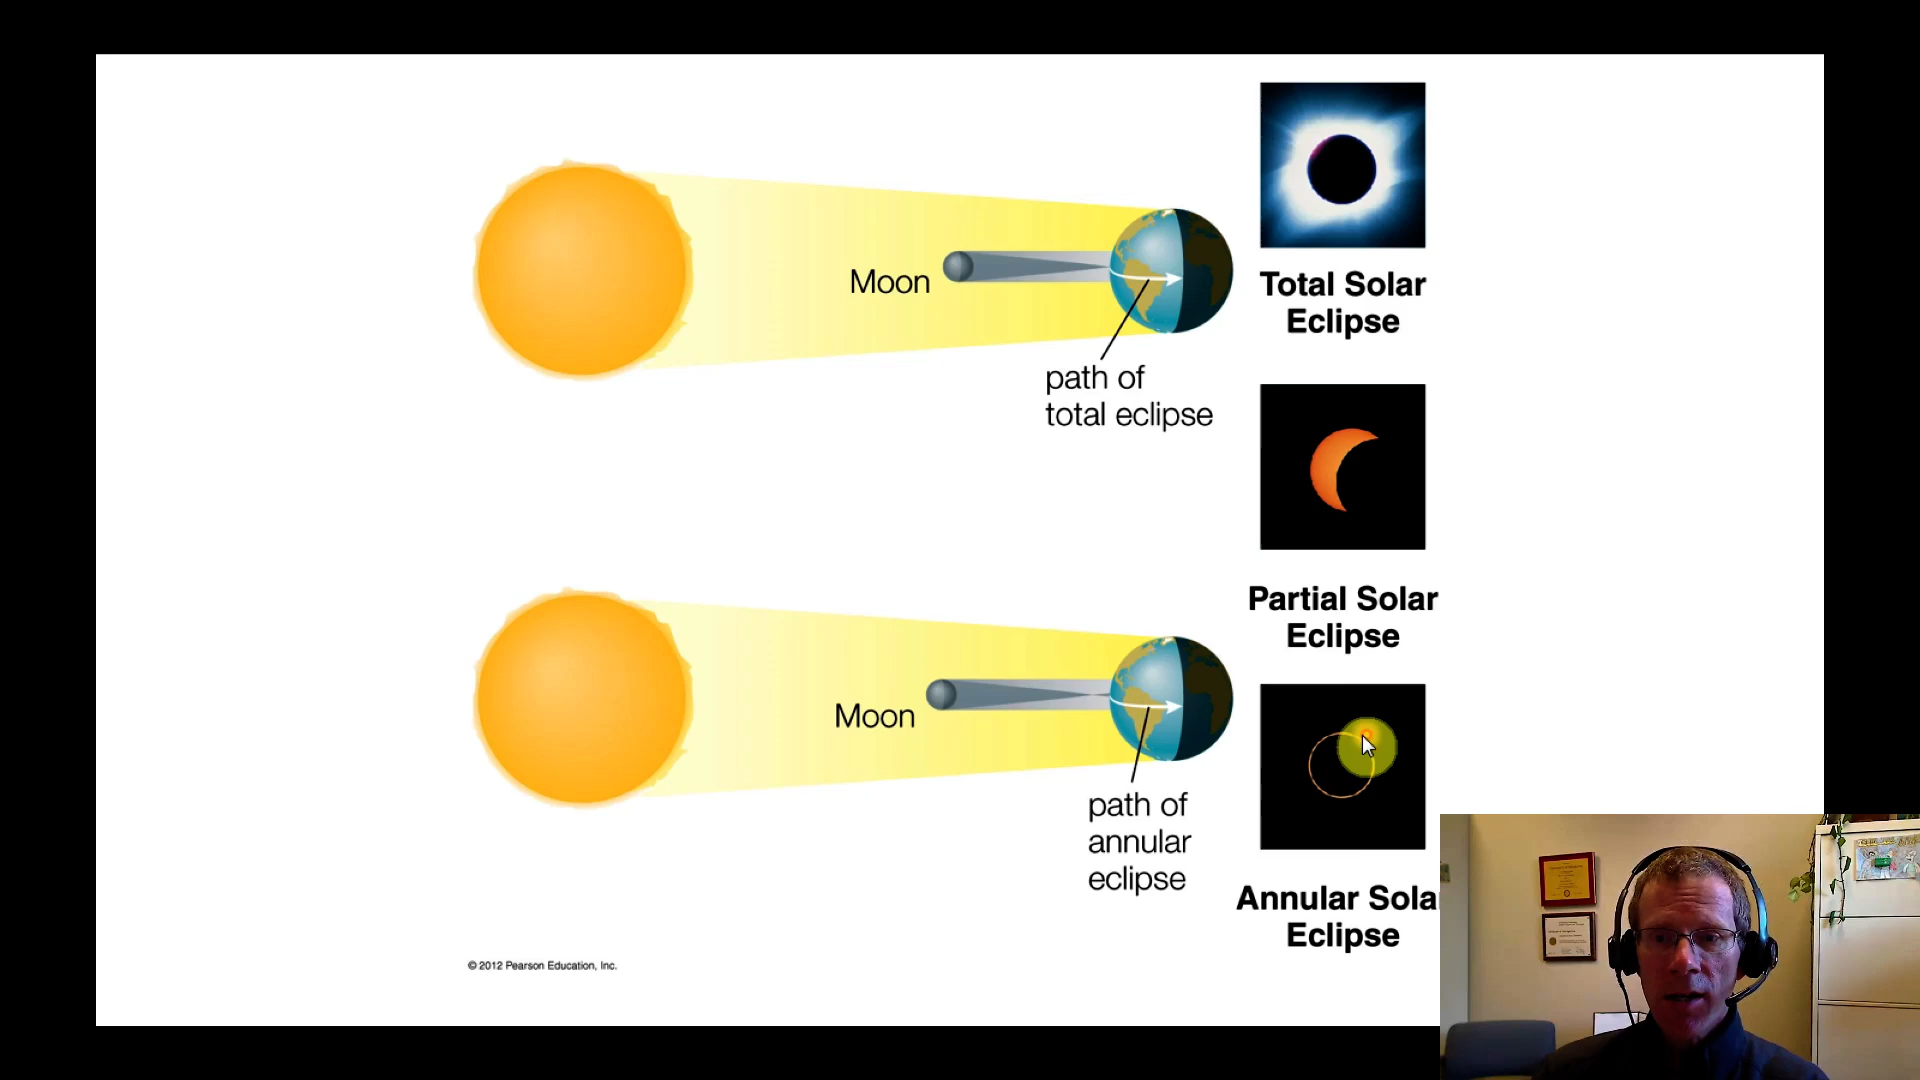 Total Solar
Eclipse
Moon
path of
total eclipse
Partial Solar
Eclipse
Moon
path of
annular
eclipse
Annular Sola
Eclipse
© 2012 Pearson Education, Inc.